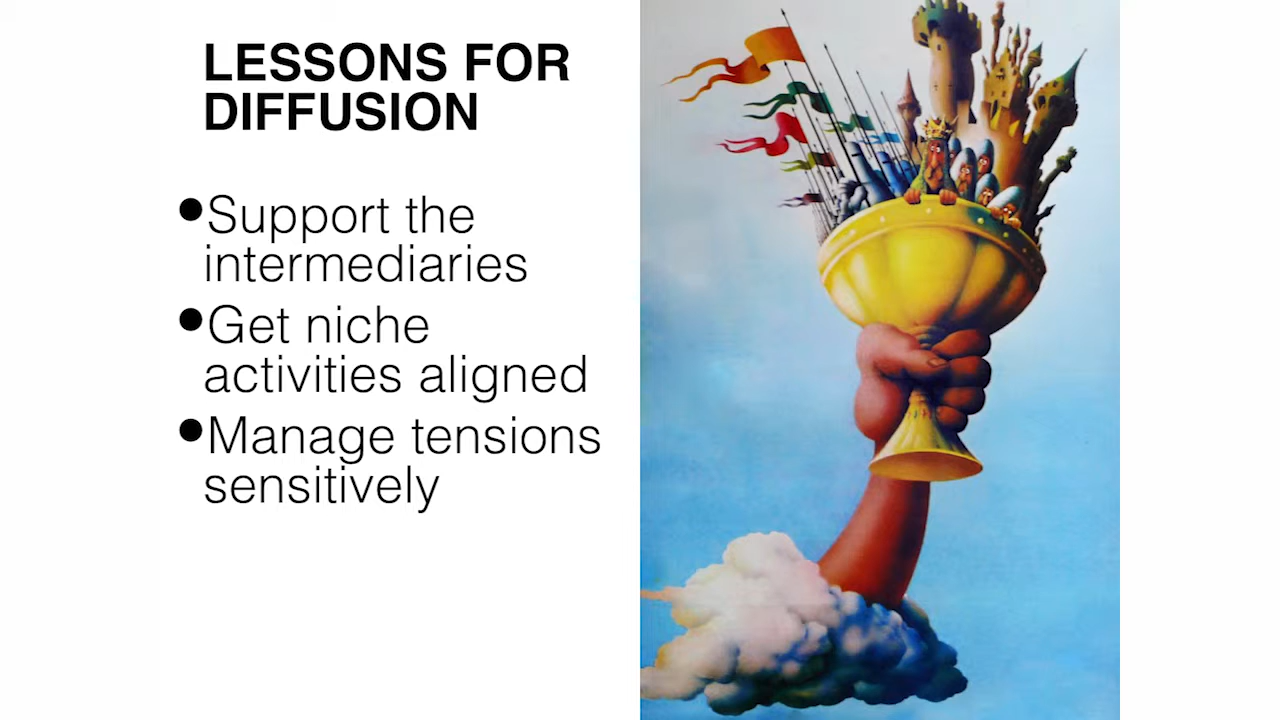 LESSONS FOR
DIFFUSION
•Support the
intermediaries
•Get niche
activities aligned
•Manage tensions
sensitively